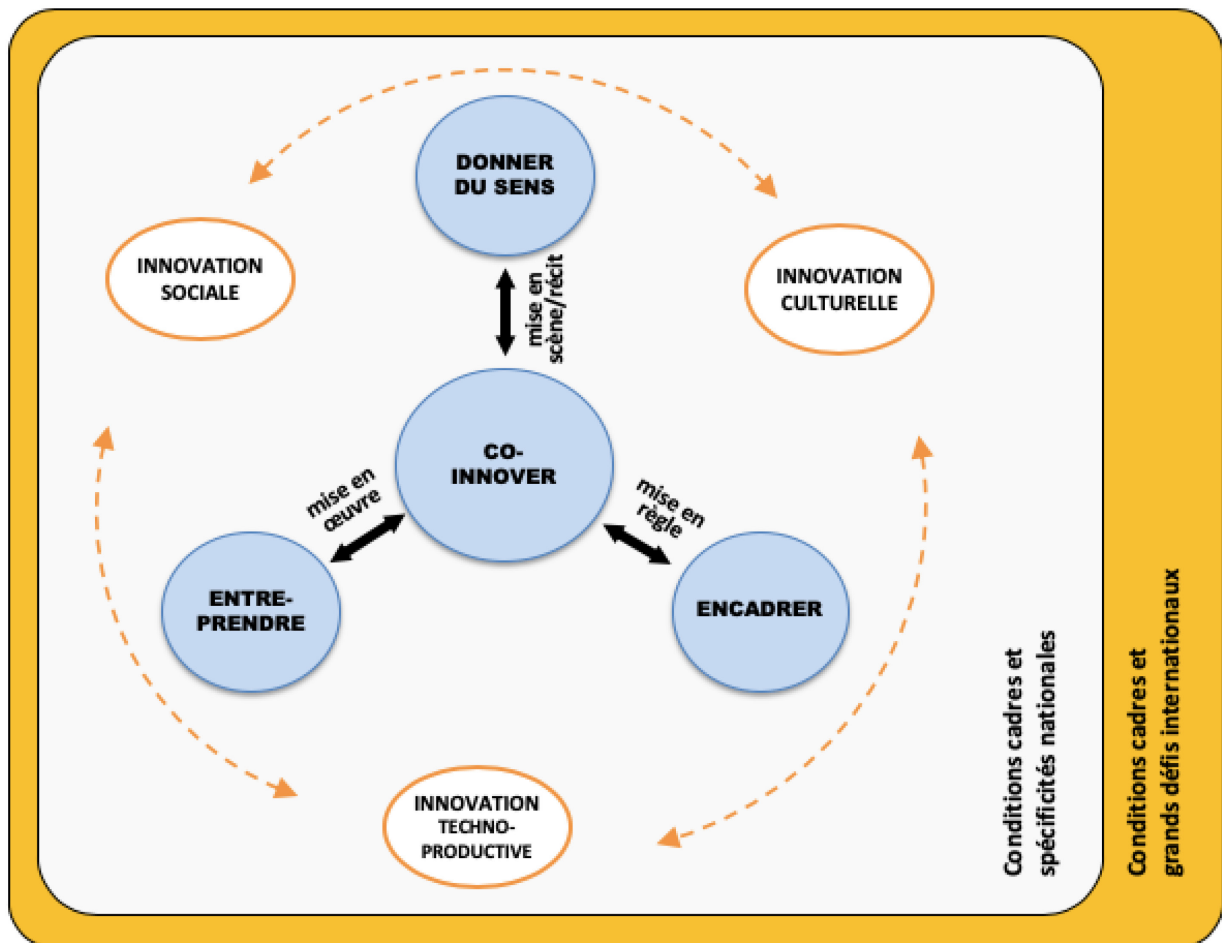 DONNER
DU SENS
INNOVATION
SOCIALE
INNOVATION
CULTURELLE
mise en
scène/récit
CO-
INNOVER
mise en
œuvre
mise en
règle
ENTRE-
PRENDRE
ENCADRER
INNOVATION
TECHNO-
PRODUCTIVE
Conditions cadres et
spécificités nationales
Conditions cadres et
grands défis internationaux